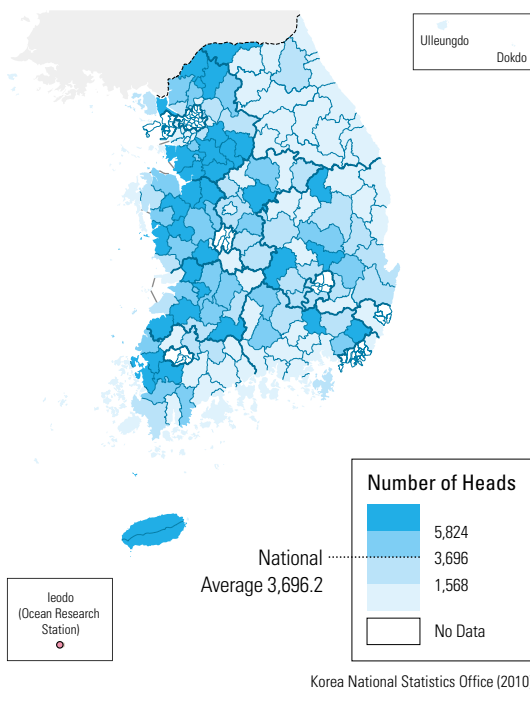 Ulleungdo
Dokdo
Number of Heads
5,824
3,696
1,568
No Data
National
Average 3,696.2
Ieodo
(Ocean Research
Station)
Korea National Statistics Office (2010